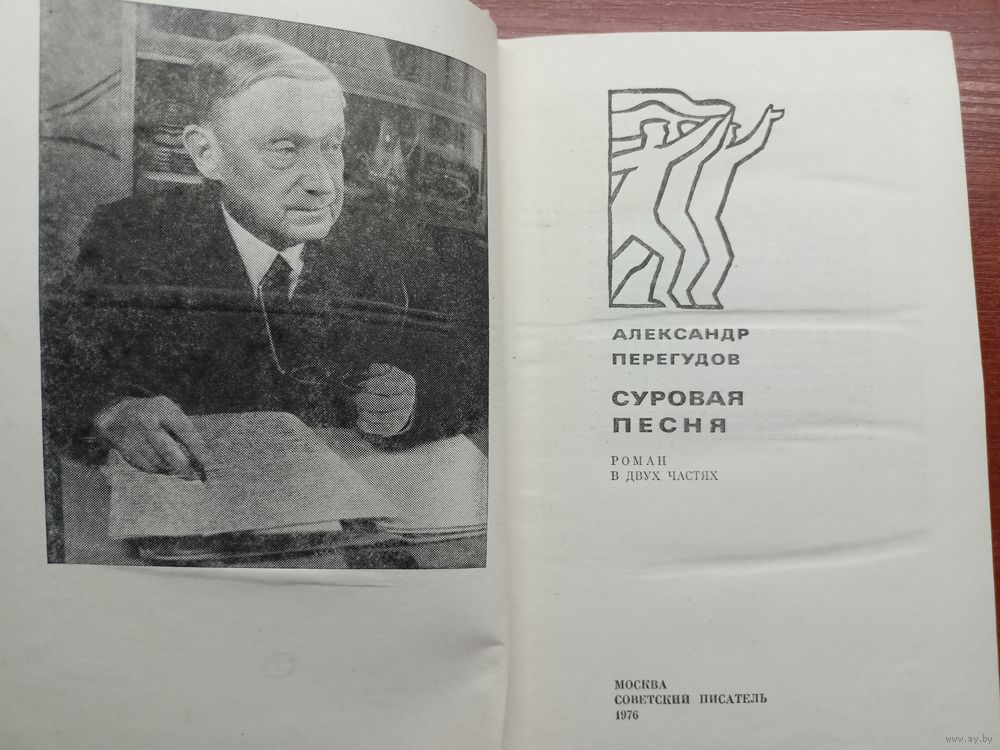 АЛЕКСАНДР
ПЕРЕГУДОВ
СУРОВАЯ
ПЕСНЯ
РОМАН
В ДВУХ ЧАСТЯХ
МОСКВА
СОВЕТСКИЙ ПИСАТЕЛЬ
1976
www.ay.by